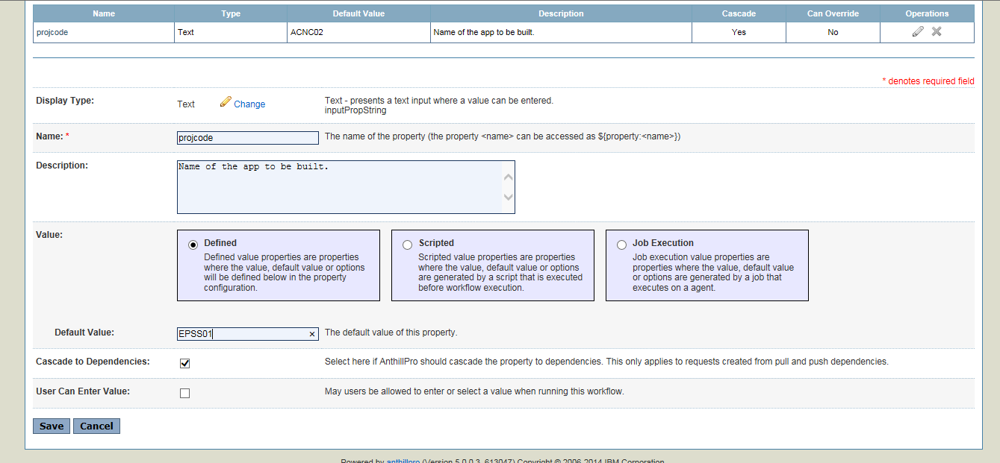 Name Type Default Value Description Cascade Can Override Operations
projcode Text ACNC02 Name of the app to be built. Yes No
* denotes required field
Display Type: Text Change Text - presents a text input where a value can be entered.
inputPropString
Name: * projcode The name of the property (the property <name> can be accessed as ${property:<name>})
Description: Name of the app to be built.
Value:
Defined
Defined value properties are properties
where the value, default value or options
will be defined below in the property
configuration.
Scripted
Scripted value properties are properties
where the value, default value or options
are generated by a script that is executed
before workflow execution.
Job Execution
Job execution value properties are
properties where the value, default value
or options are generated by a job that
executes on a agent.
Default Value: EPSS01 The default value of this property.
Cascade to Dependencies: Select here if AnthillPro should cascade the property to dependencies. This only applies to requests created from pull and push dependencies.
User Can Enter Value: May users be allowed to enter or select a value when running this workflow.
Save Cancel
Powered by anthillpro (Version 5.0.0.3_613047) Copyright © 2006-2014 IBM Corporation